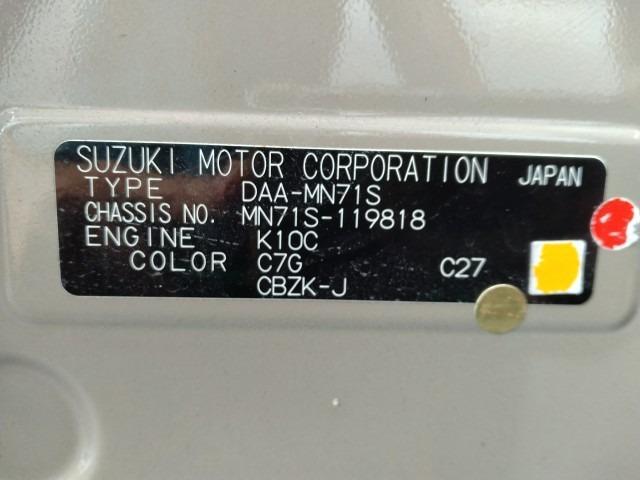 SUZUKI MOTOR CORPORATION JAPAN
TYPE DAA-MN71S
CHASSIS NO. MN71S-119818
ENGINE K10C
COLOR C7G C27
CBZK-J